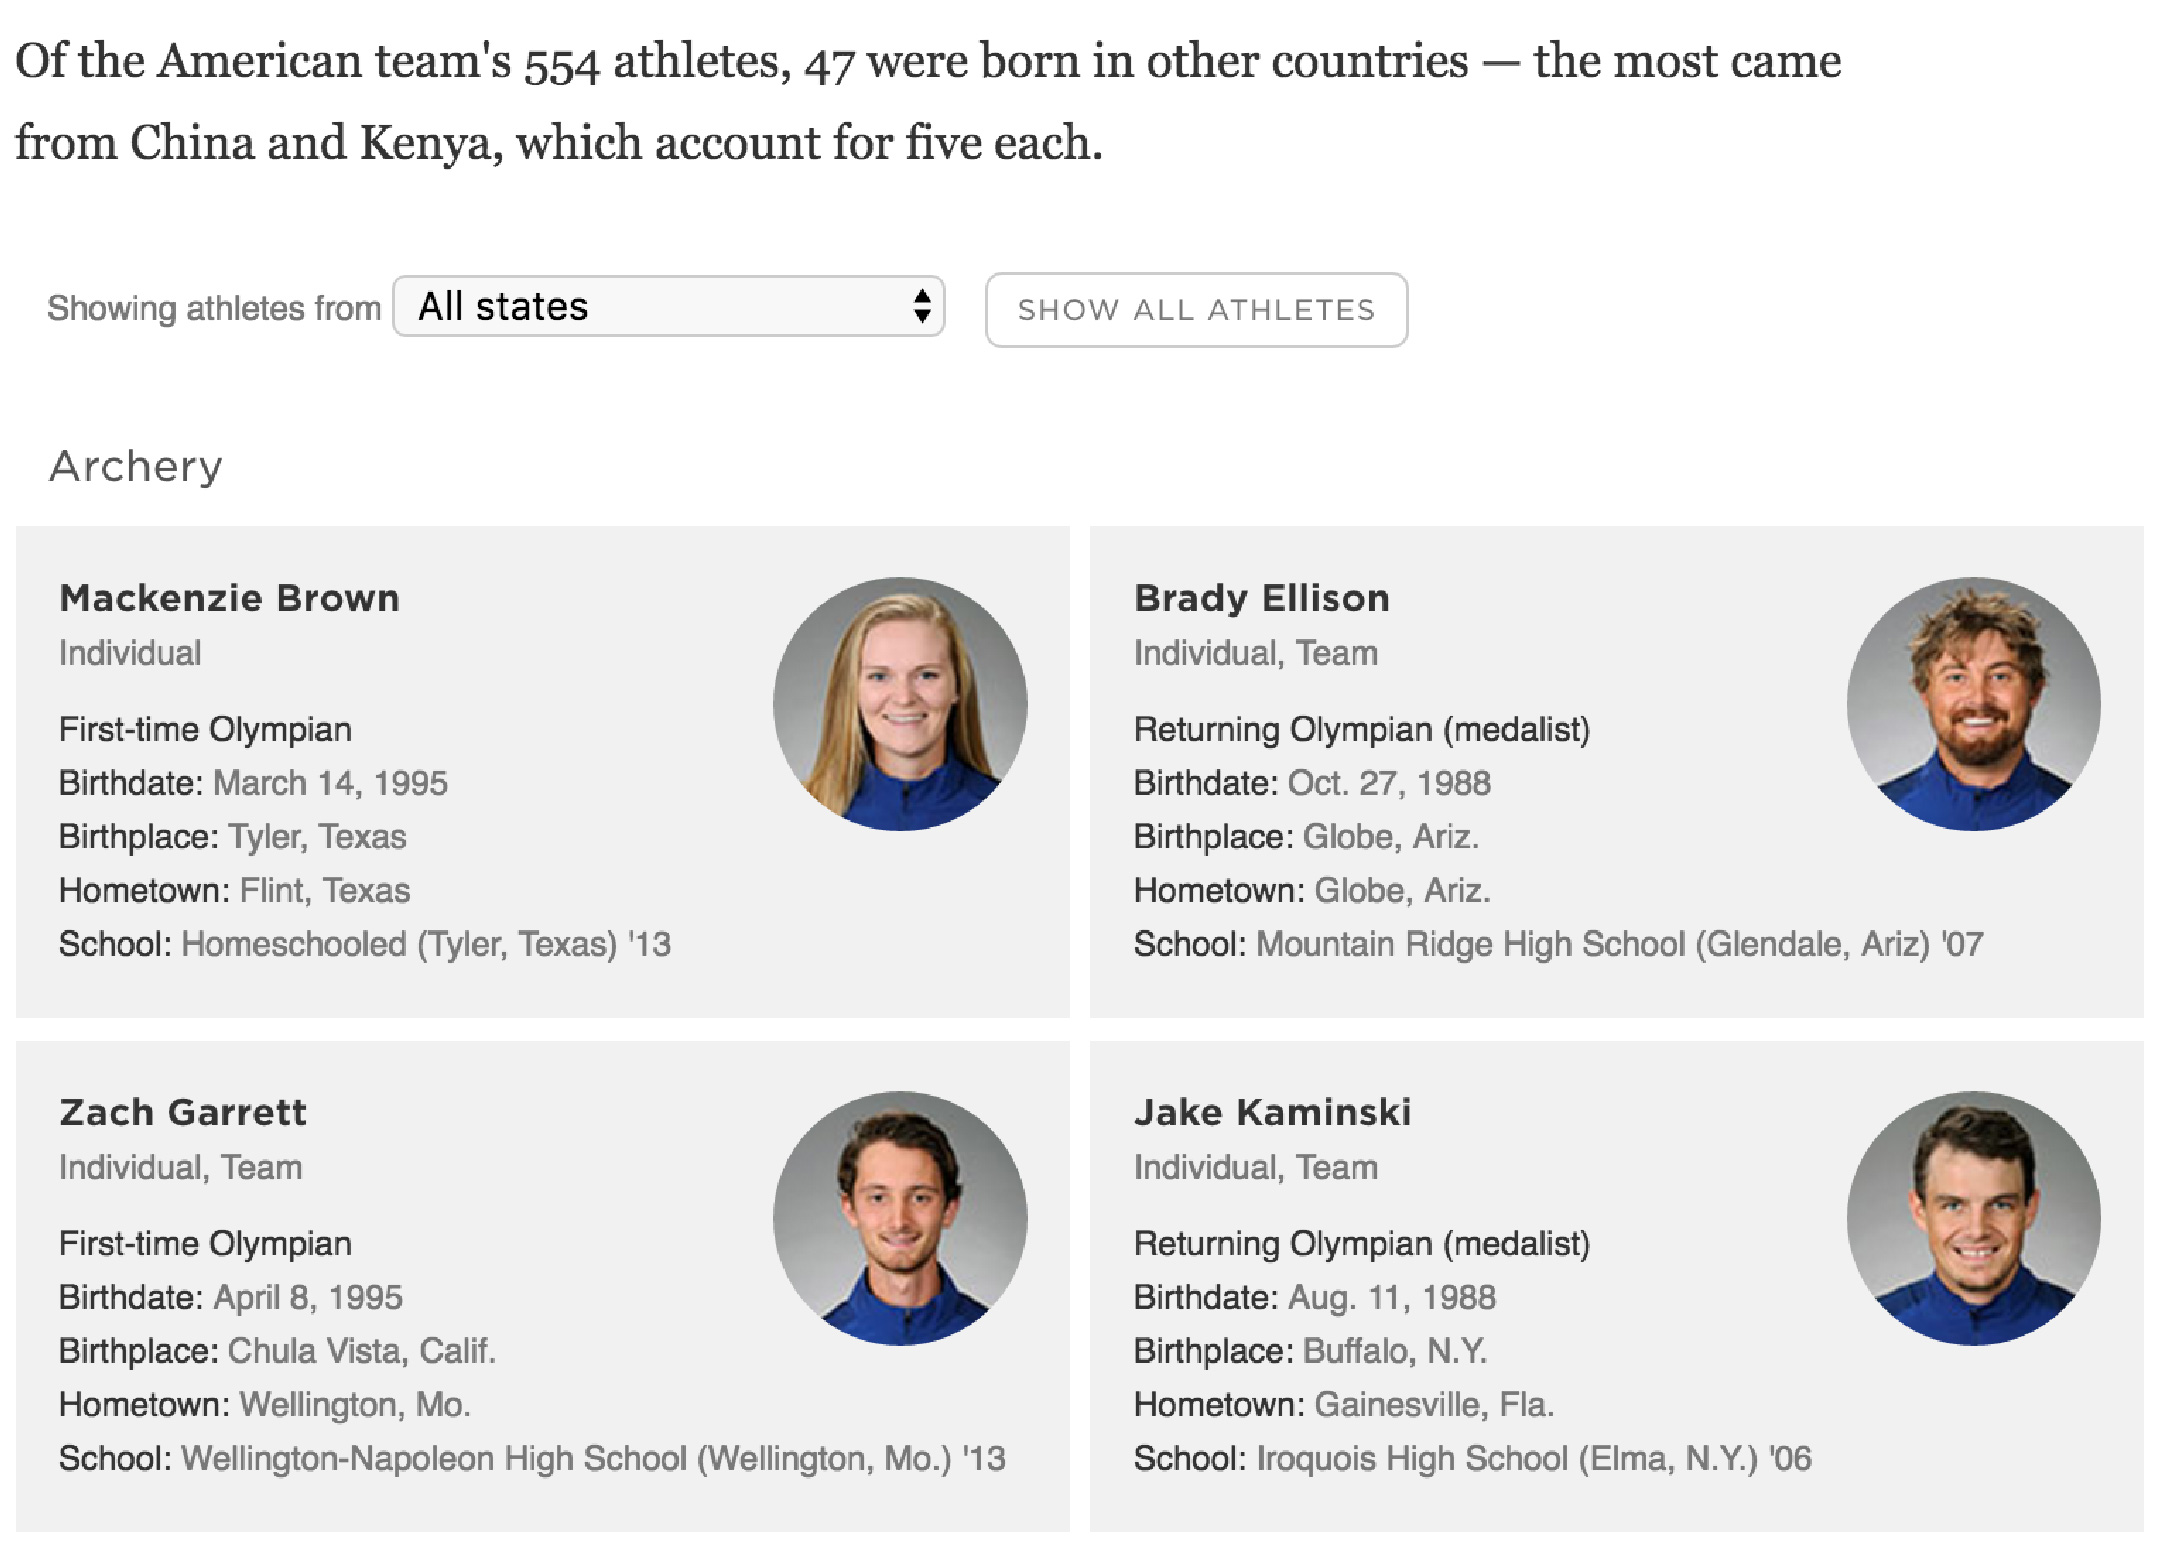 Of the American team's 554 athletes, 47 were born in other countries — the most came
from China and Kenya, which account for five each.
Showing athletes from All states SHOW ALL ATHLETES
Archery
Mackenzie Brown
Individual
First-time Olympian
Birthdate: March 14, 1995
Birthplace: Tyler, Texas
Hometown: Flint, Texas
School: Homeschooled (Tyler, Texas) '13
Brady Ellison
Individual, Team
Returning Olympian (medalist)
Birthdate: Oct. 27, 1988
Birthplace: Globe, Ariz.
Hometown: Globe, Ariz.
School: Mountain Ridge High School (Glendale, Ariz) '07
Zach Garrett
Individual, Team
First-time Olympian
Birthdate: April 8, 1995
Birthplace: Chula Vista, Calif.
Hometown: Wellington, Mo.
School: Wellington-Napoleon High School (Wellington, Mo.) '13
Jake Kaminski
Individual, Team
Returning Olympian (medalist)
Birthdate: Aug. 11, 1988
Birthplace: Buffalo, N.Y.
Hometown: Gainesville, Fla.
School: Iroquois High School (Elma, N.Y.) '06